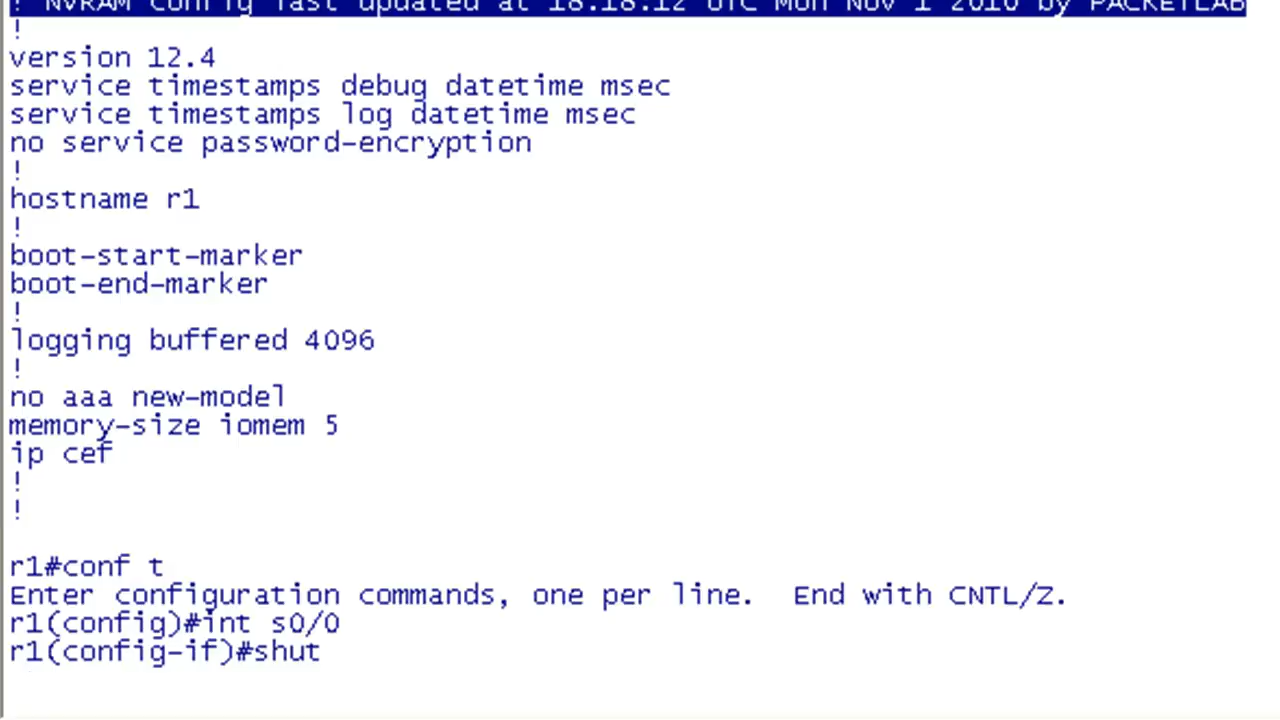 ! NVRAM config last updated at 18:18:12 UTC Mon Nov 1 2010 by PACKETLAB
!
version 12.4
service timestamps debug datetime msec
service timestamps log datetime msec
no service password-encryption
!
hostname r1
!
boot-start-marker
boot-end-marker
!
logging buffered 4096
!
no aaa new-model
memory-size iomem 5
ip cef
!
!
r1#conf t
Enter configuration commands, one per line.  End with CNTL/Z.
r1(config)#int s0/0
r1(config-if)#shut